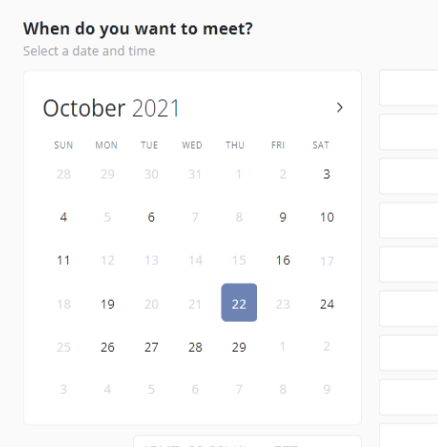 When do you want to meet?
Select a date and time
October 2021 >
SUN MON TUE WED THU FRI SAT
28 29 30 31 1 2 3
4 5 6 7 8 9 10
11 12 13 14 15 16 17
18 19 20 21 22 23 24
25 26 27 28 29 1 2
3 4 5 6 7 8 9